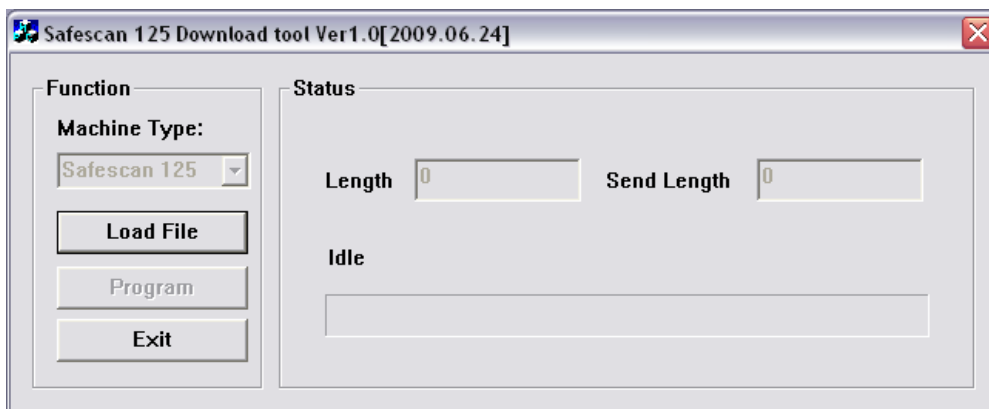 Safescan 125 Download tool Ver1.0[2009.06.24]
Function
Machine Type:
Safescan 125
Load File
Program
Exit
Status
Length 0 Send Length 0
Idle